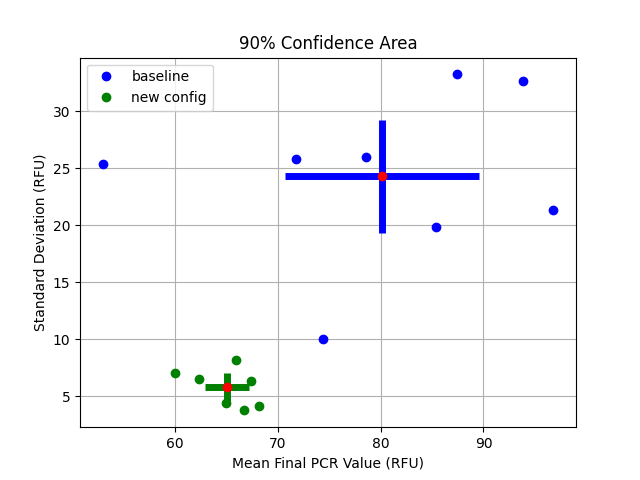 90% Confidence Area
baseline
new config
Standard Deviation (RFU)
30
25
20
15
10
5
60 70 80 90
Mean Final PCR Value (RFU)